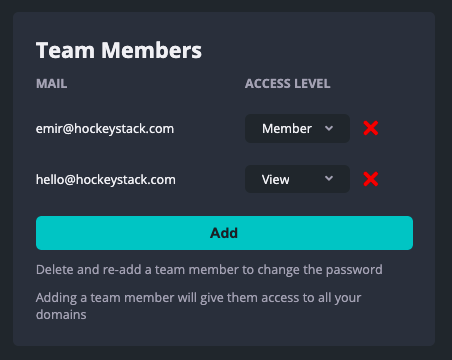 Team Members
MAIL ACCESS LEVEL
emir@hockeystack.com Member
hello@hockeystack.com View
Add
Delete and re-add a team member to change the password
Adding a team member will give them access to all your
domains